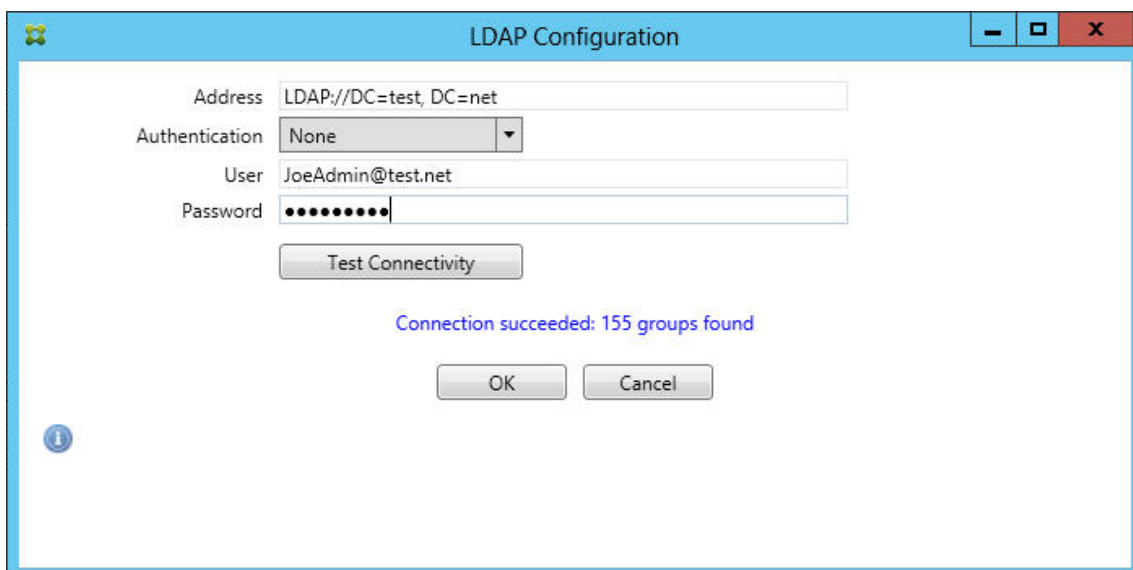 LDAP Configuration
Address LDAP://DC=test, DC=net
Authentication None
User JoeAdmin@test.net
Password •••••••••
Test Connectivity
Connection succeeded: 155 groups found
OK Cancel